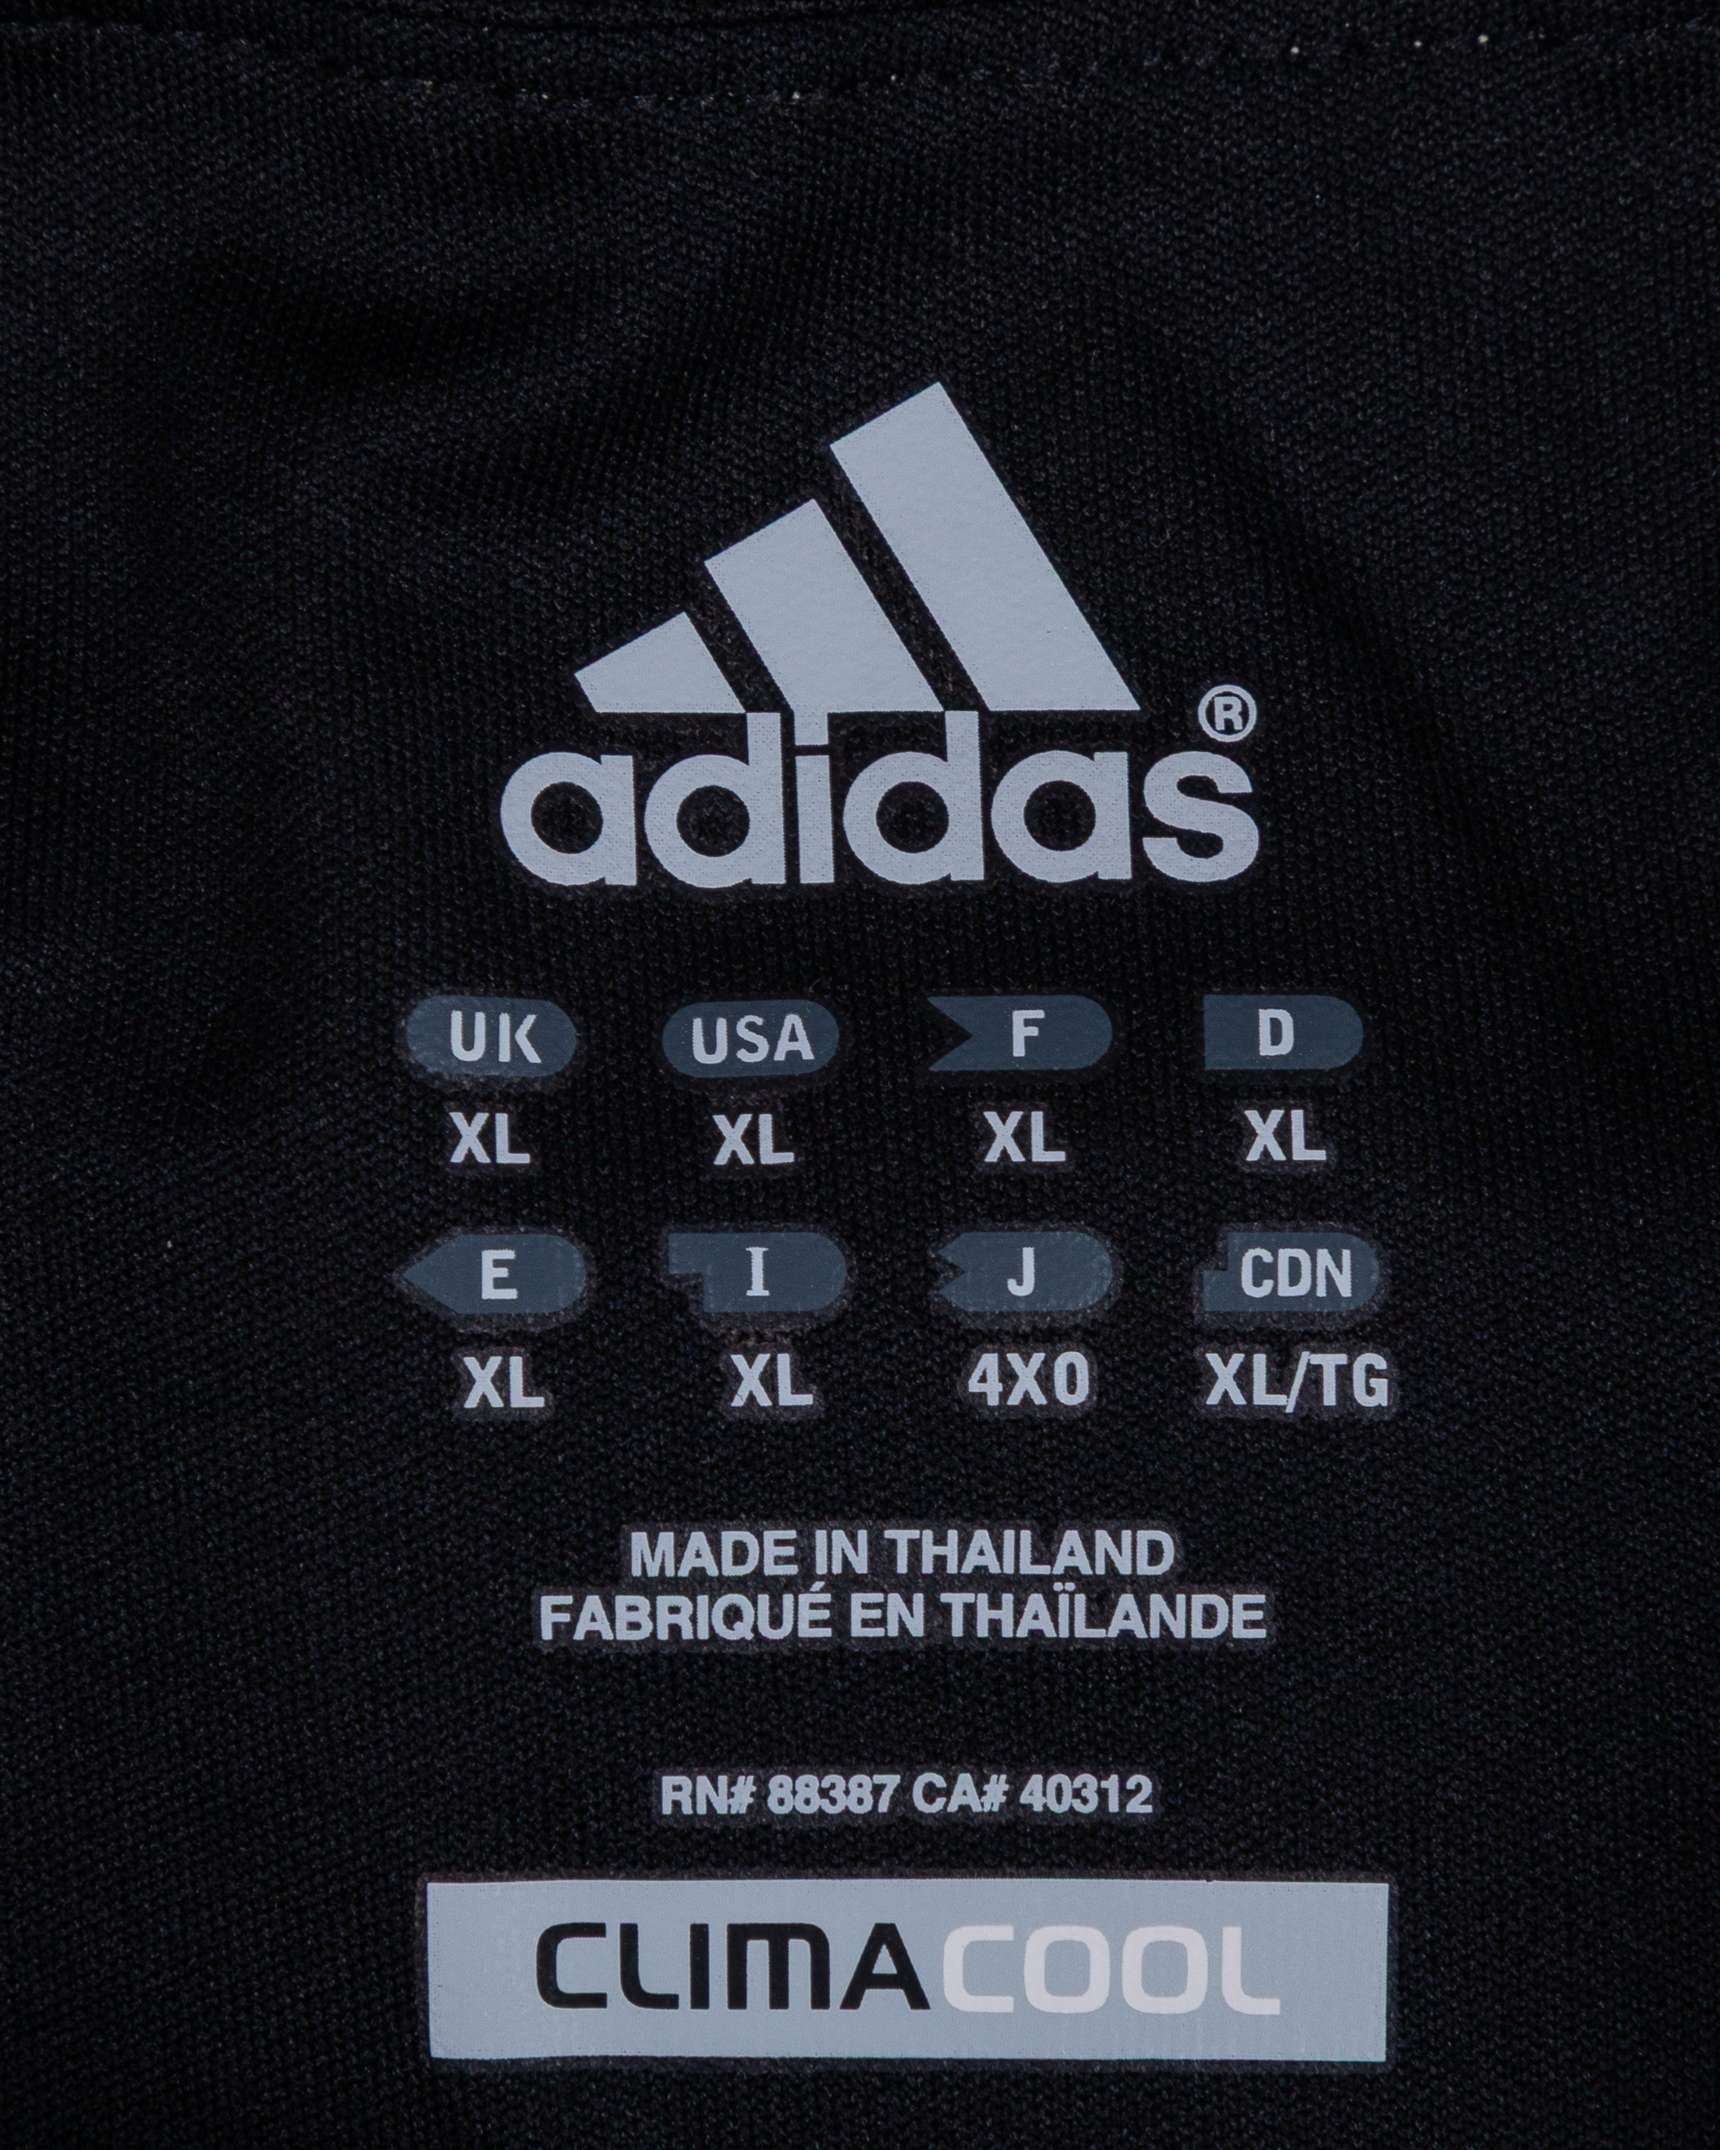 adidas®
UK USA F D
XL XL XL XL
E I J CDN
XL XL 4XO XL/TG
MADE IN THAILAND
FABRIQUÉ EN THAÏLANDE
RN# 88387 CA# 40312
CLIMACOOL